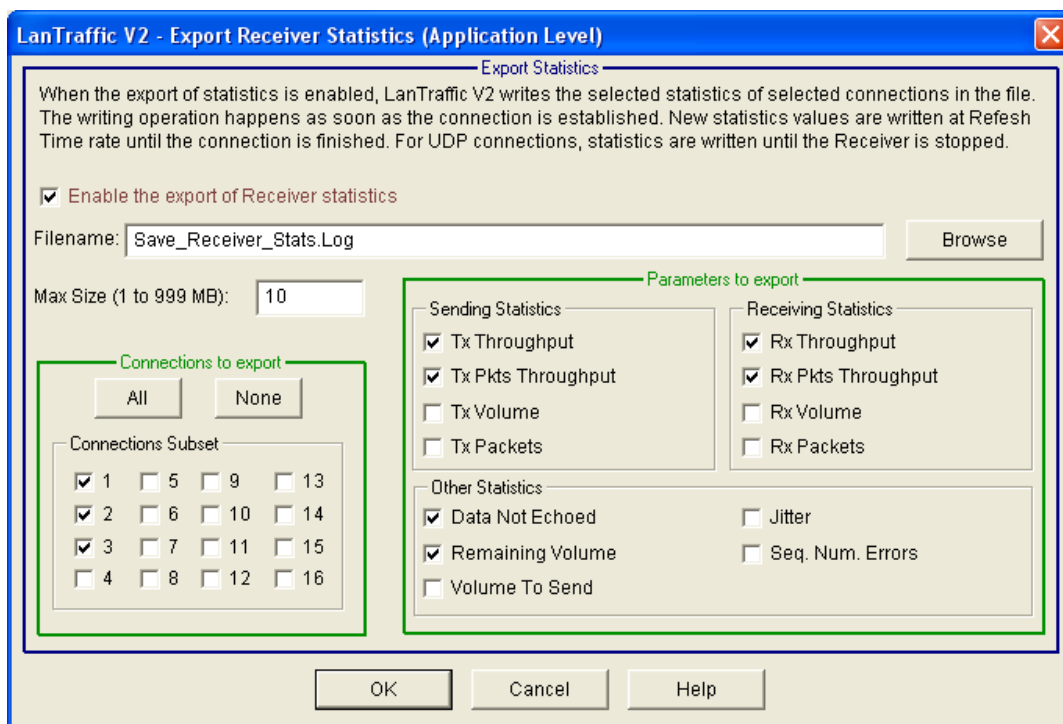 LanTraffic V2 - Export Receiver Statistics (Application Level)
Export Statistics
When the export of statistics is enabled, LanTraffic V2 writes the selected statistics of selected connections in the file.
The writing operation happens as soon as the connection is established. New statistics values are written at Refesh
Time rate until the connection is finished. For UDP connections, statistics are written until the Receiver is stopped.
Enable the export of Receiver statistics
Filename: Save_Receiver_Stats.Log Browse
Max Size (1 to 999 MB): 10
Connections to export
All None
Connections Subset
1 5 9 13
2 6 10 14
3 7 11 15
4 8 12 16
Parameters to export
Sending Statistics
Tx Throughput
Tx Pkts Throughput
Tx Volume
Tx Packets
Receiving Statistics
Rx Throughput
Rx Pkts Throughput
Rx Volume
Rx Packets
Other Statistics
Data Not Echoed
Remaining Volume
Volume To Send
Jitter
Seq. Num. Errors
OK Cancel Help